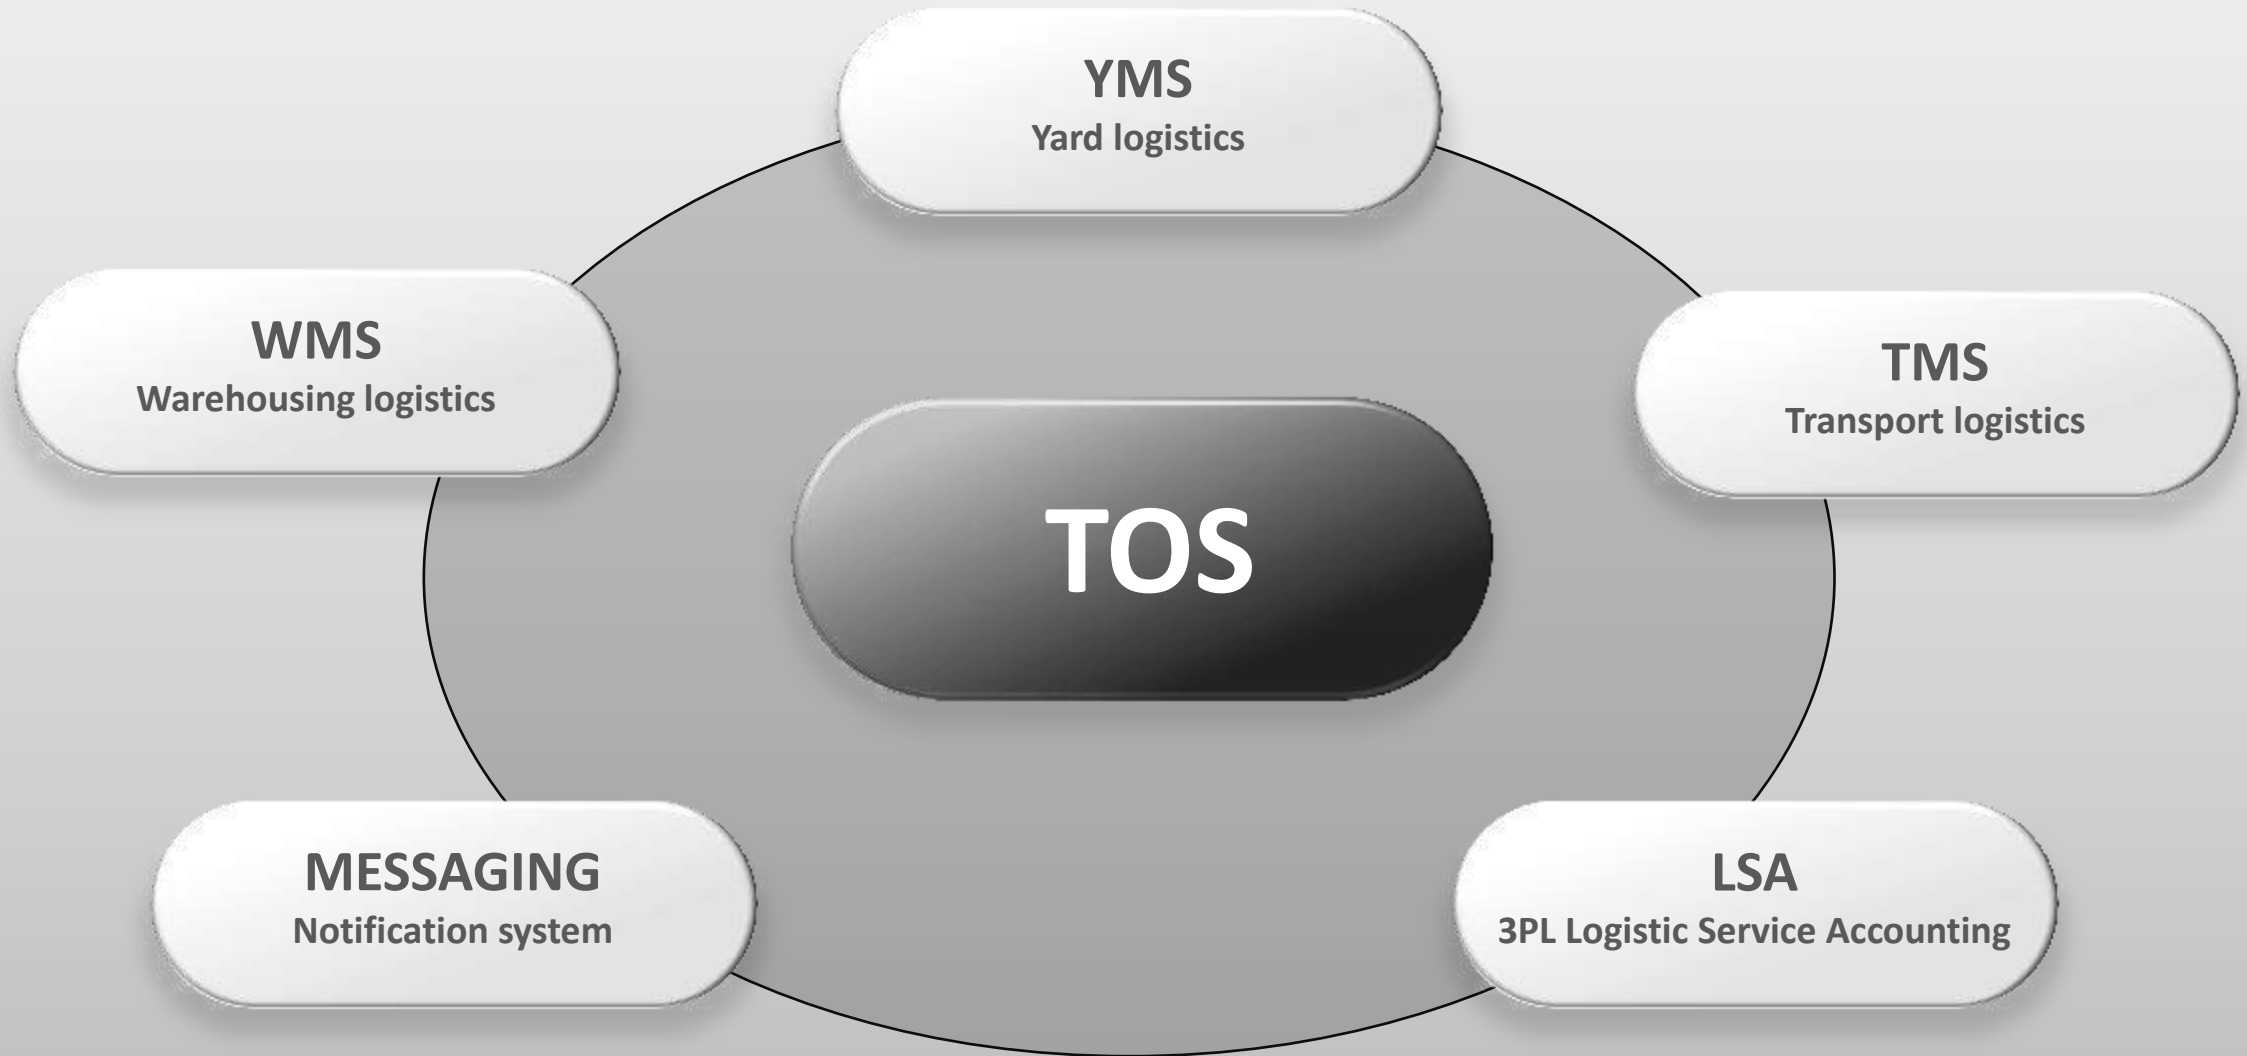 YMS
Yard logistics
WMS
Warehousing logistics
TMS
Transport logistics
TOS
MESSAGING
Notification system
LSA
3PL Logistic Service Accounting